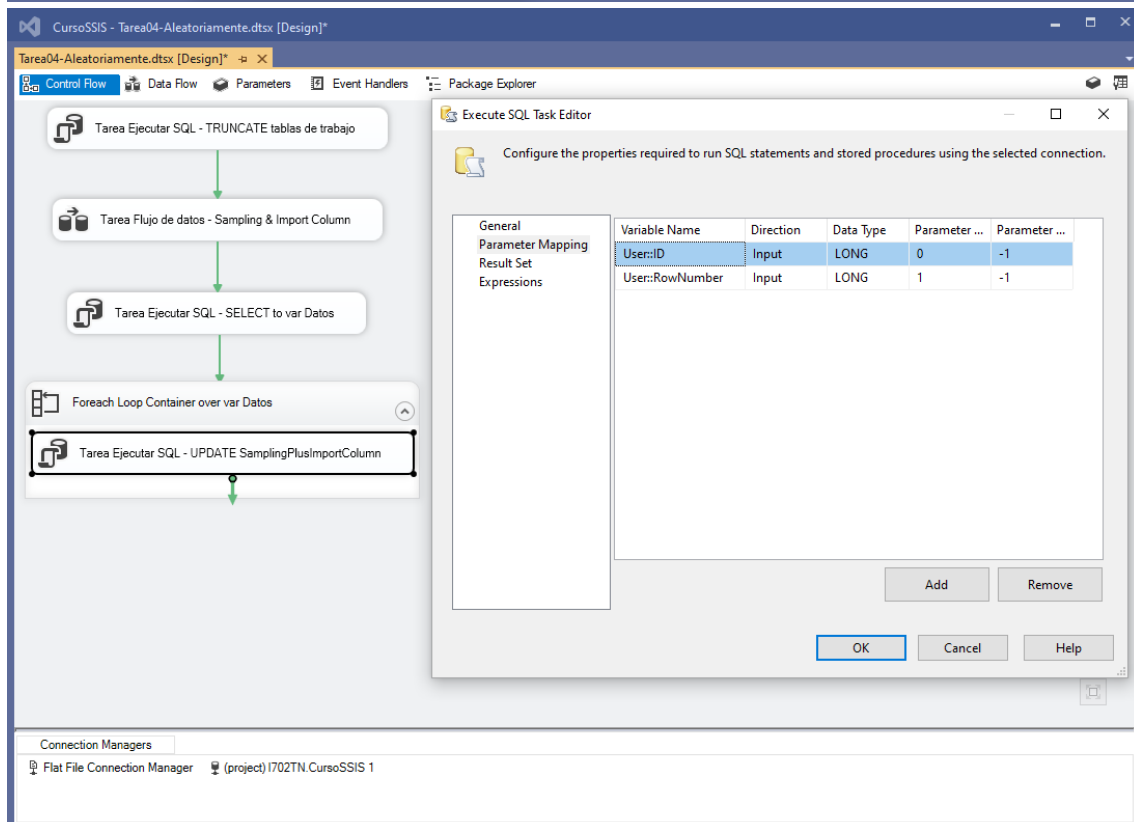 CursoSSIS - Tarea04-Aleatoriamente.dtsx [Design]*
Tarea04-Aleatoriamente.dtsx [Design]*
Control Flow Data Flow Parameters Event Handlers Package Explorer
Tarea Ejecutar SQL - TRUNCATE tablas de trabajo
Tarea Flujo de datos - Sampling & Import Column
Tarea Ejecutar SQL - SELECT to var Datos
Foreach Loop Container over var Datos
Tarea Ejecutar SQL - UPDATE SamplingPlusImportColumn
Execute SQL Task Editor
Configure the properties required to run SQL statements and stored procedures using the selected connection.
General
Parameter Mapping
Result Set
Expressions
Variable Name Direction Data Type Parameter ... Parameter ...
User::ID Input LONG 0 -1
User::RowNumber Input LONG 1 -1
Add Remove
OK Cancel Help
Connection Managers
Flat File Connection Manager (project) I702TN.CursoSSIS 1